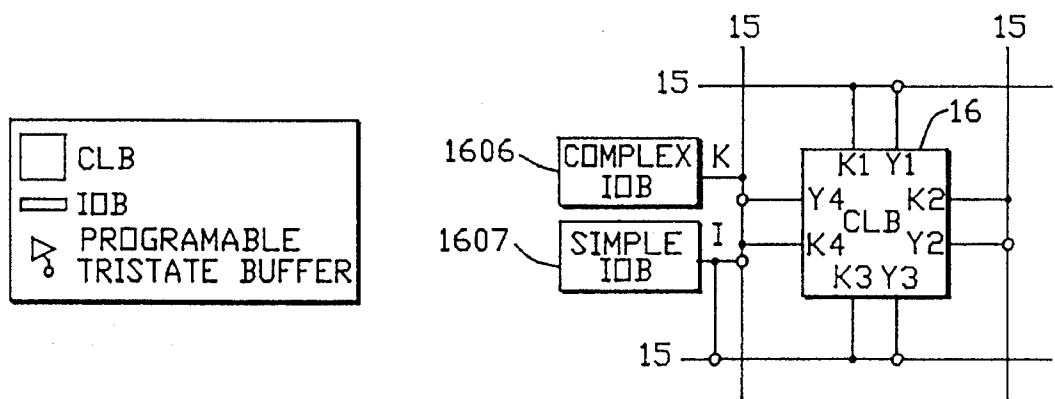 CLB
IOB
PROGRAMABLE
TRISTATE BUFFER
15
15
15
16
1606
COMPLEX
IOB
K
K1 Y1
Y4
K2
CLB
1607
SIMPLE
IOB
I
K4
Y2
K3 Y3
15